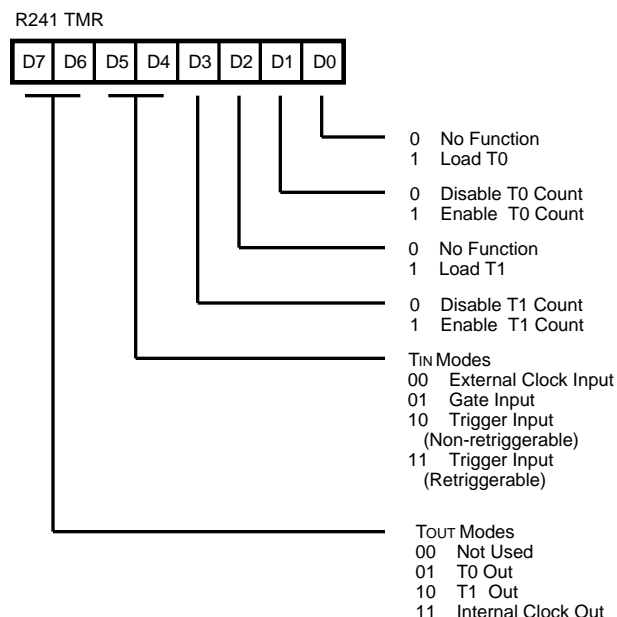 R241 TMR
D7 D6 D5 D4 D3 D2 D1 D0
0 No Function
1 Load T0
0 Disable T0 Count
1 Enable T0 Count
0 No Function
1 Load T1
0 Disable T1 Count
1 Enable T1 Count
TIN Modes
00 External Clock Input
01 Gate Input
10 Trigger Input
(Non-retriggerable)
11 Trigger Input
(Retriggerable)
TOUT Modes
00 Not Used
01 T0 Out
10 T1 Out
11 Internal Clock Out